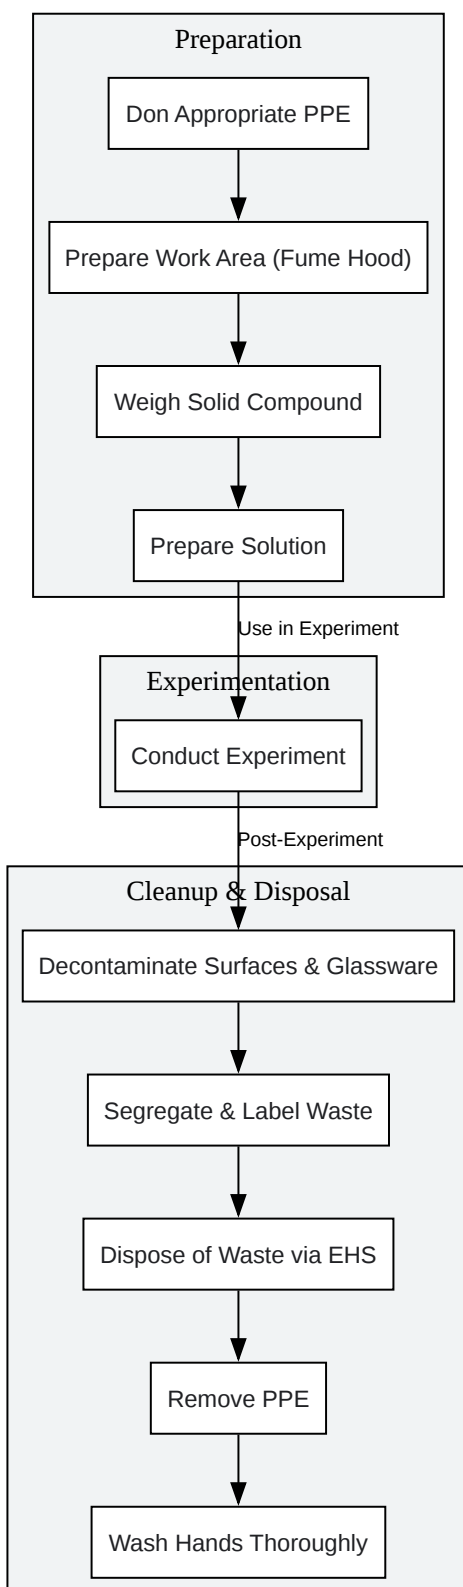 Preparation
Don Appropriate PPE
Prepare Work Area (Fume Hood)
Weigh Solid Compound
Prepare Solution
Use in Experiment
Experimentation
Conduct Experiment
Post-Experiment
Cleanup & Disposal
Decontaminate Surfaces & Glassware
Segregate & Label Waste
Dispose of Waste via EHS
Remove PPE
Wash Hands Thoroughly